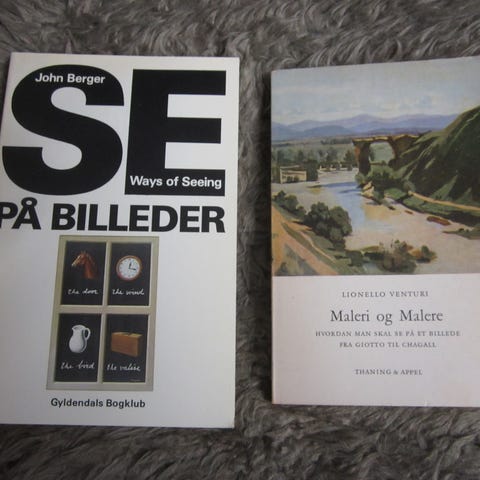 John Berger
SE
Ways of Seeing
PÅ BILLEDER
the door
the wind
the bird
the valise
Gyldendals Bogklub
LIONELLO VENTURI
Maleri og Malere
HVORDAN MAN SKAL SE PÅ ET BILLEDE
FRA GIOTTO TIL CHAGALL
THANING & APPEL